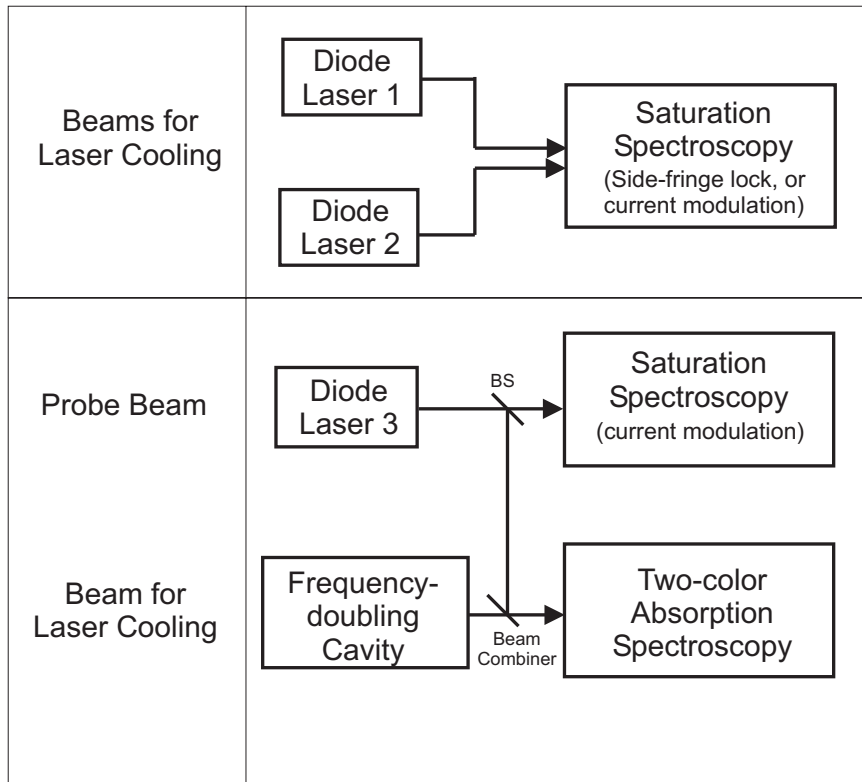 Beams for
Laser Cooling
Diode
Laser 1
Diode
Laser 2
Saturation
Spectroscopy
(Side-fringe lock, or
current modulation)
Probe Beam
Diode
Laser 3
BS
Saturation
Spectroscopy
(current modulation)
Beam for
Laser Cooling
Frequency-
doubling
Cavity
Beam
Combiner
Two-color
Absorption
Spectroscopy